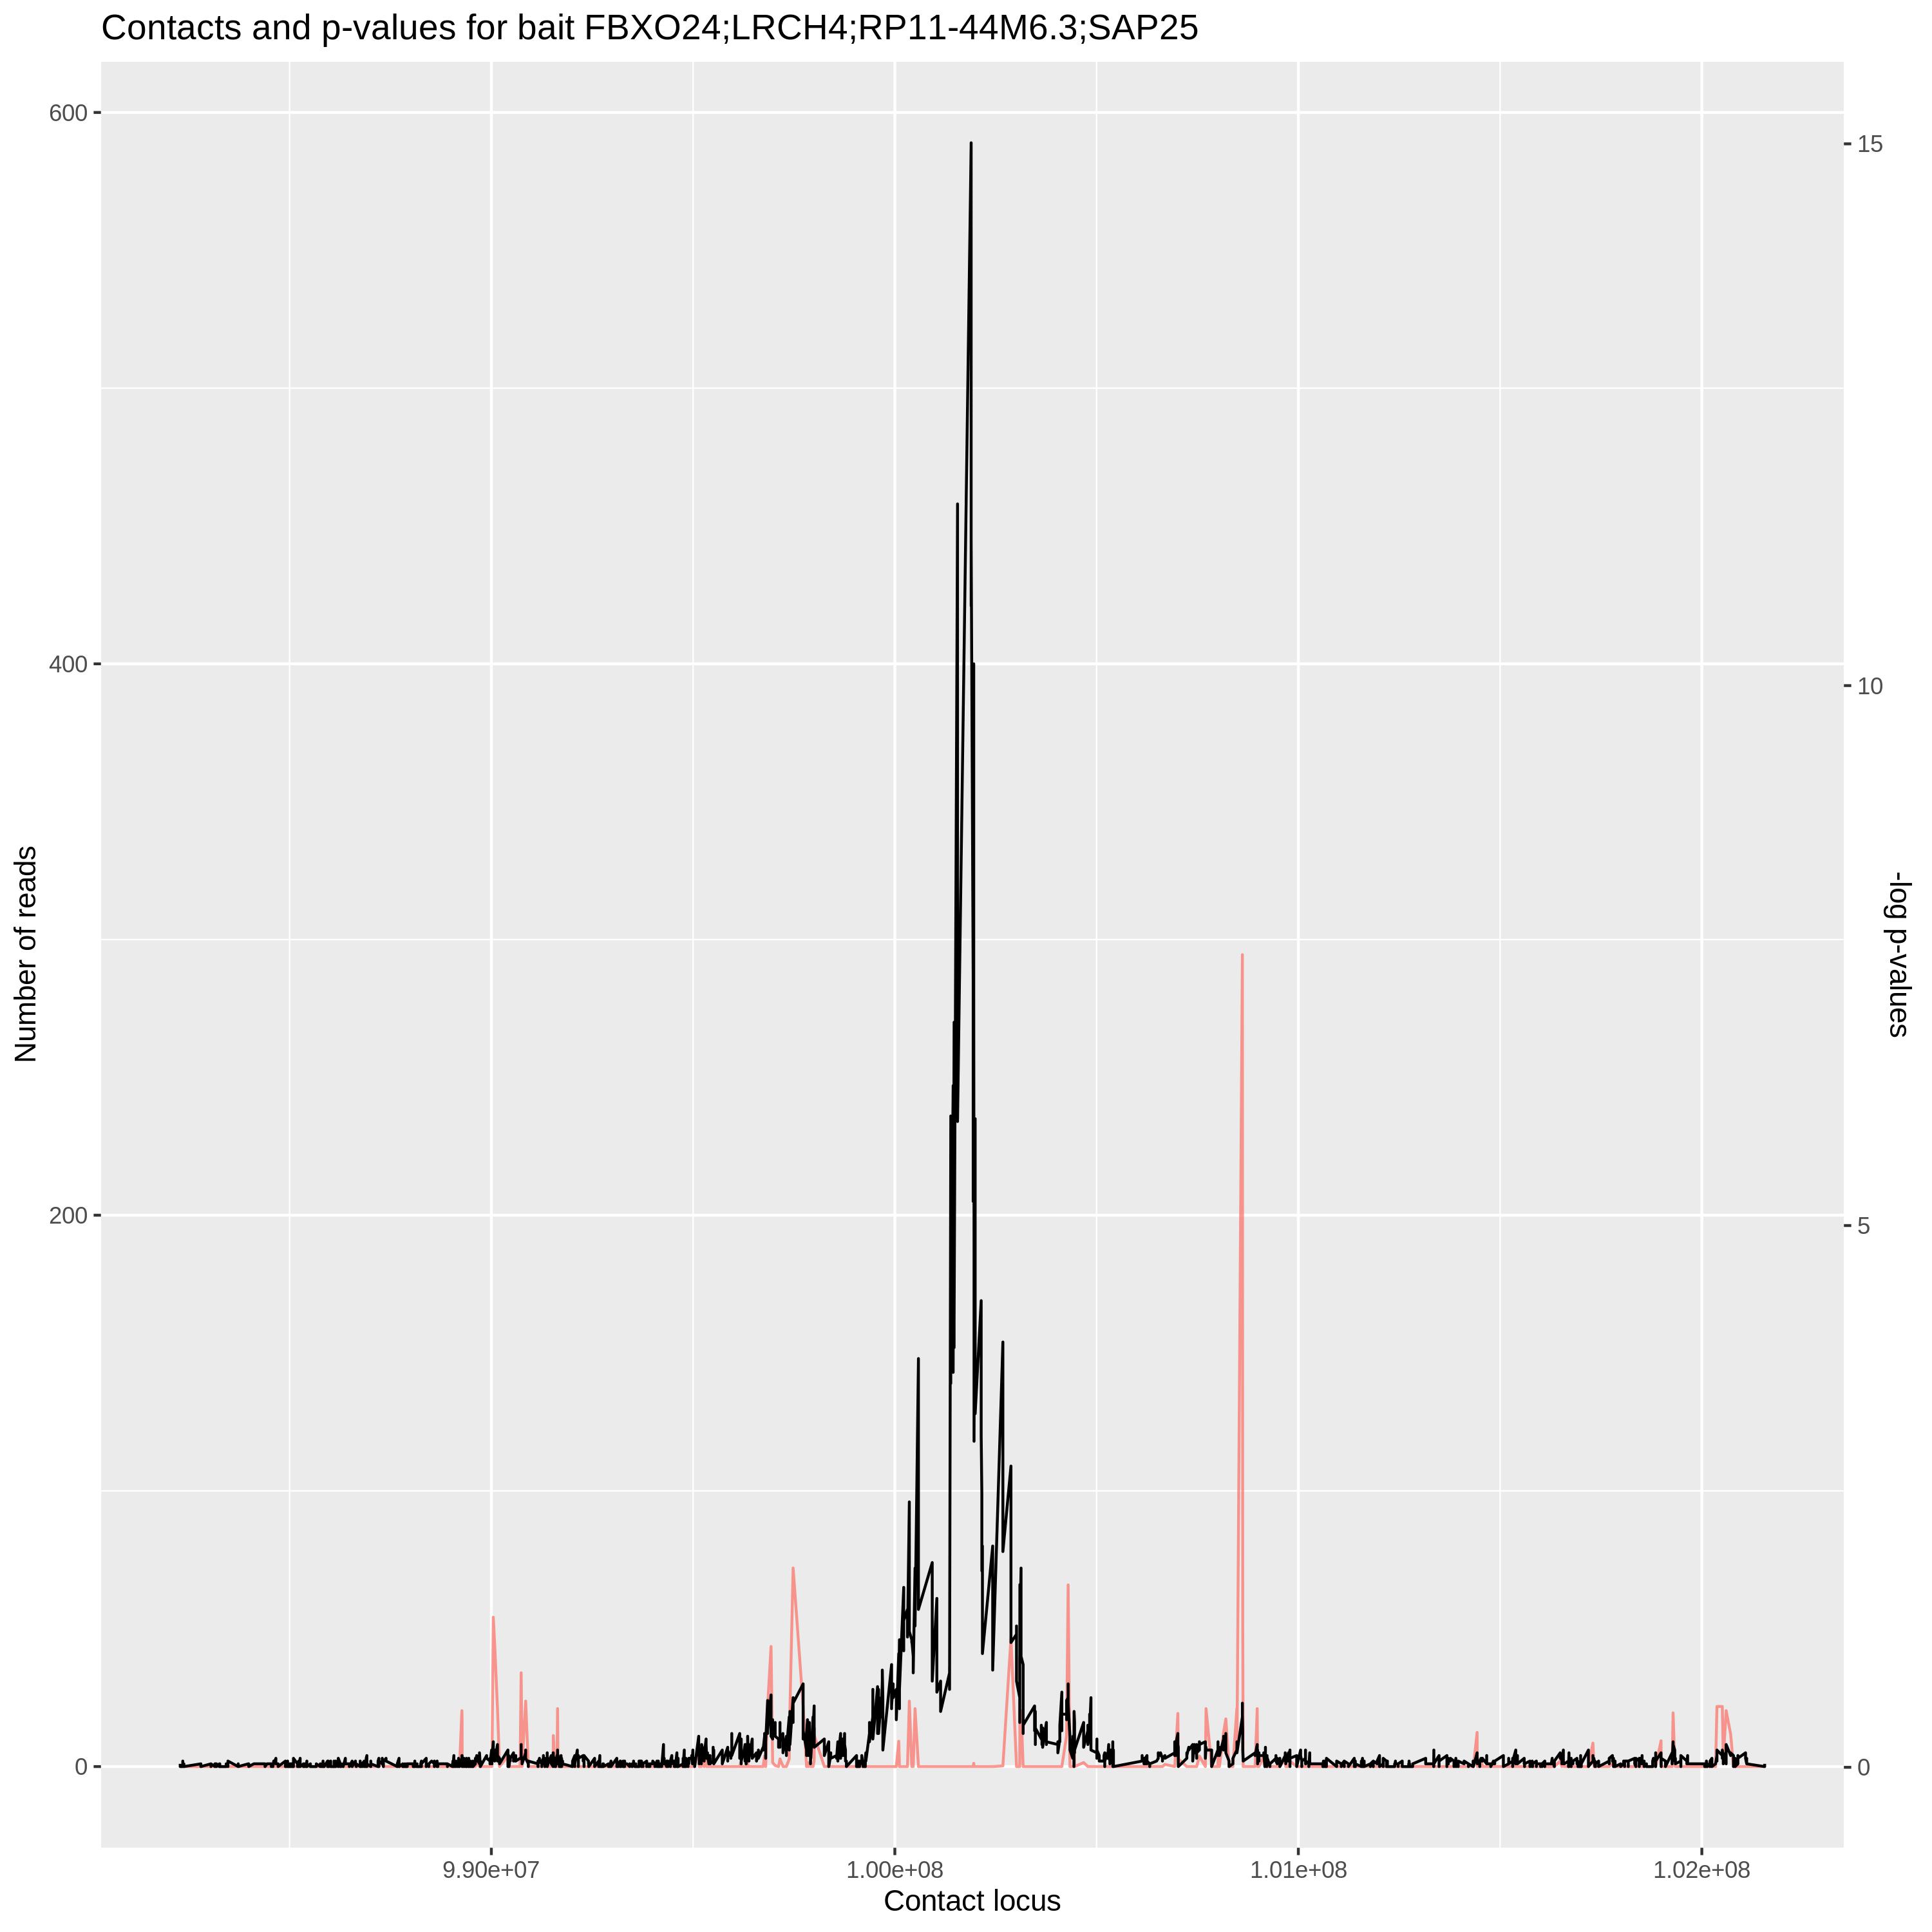 Contacts and p-values for bait FBXO24;LRCH4;RP11-44M6.3;SAP25
600
400
200
0
Number of reads
15
10
5
0
-log p-values
9.90e+07
1.00e+08
1.01e+08
1.02e+08
Contact locus